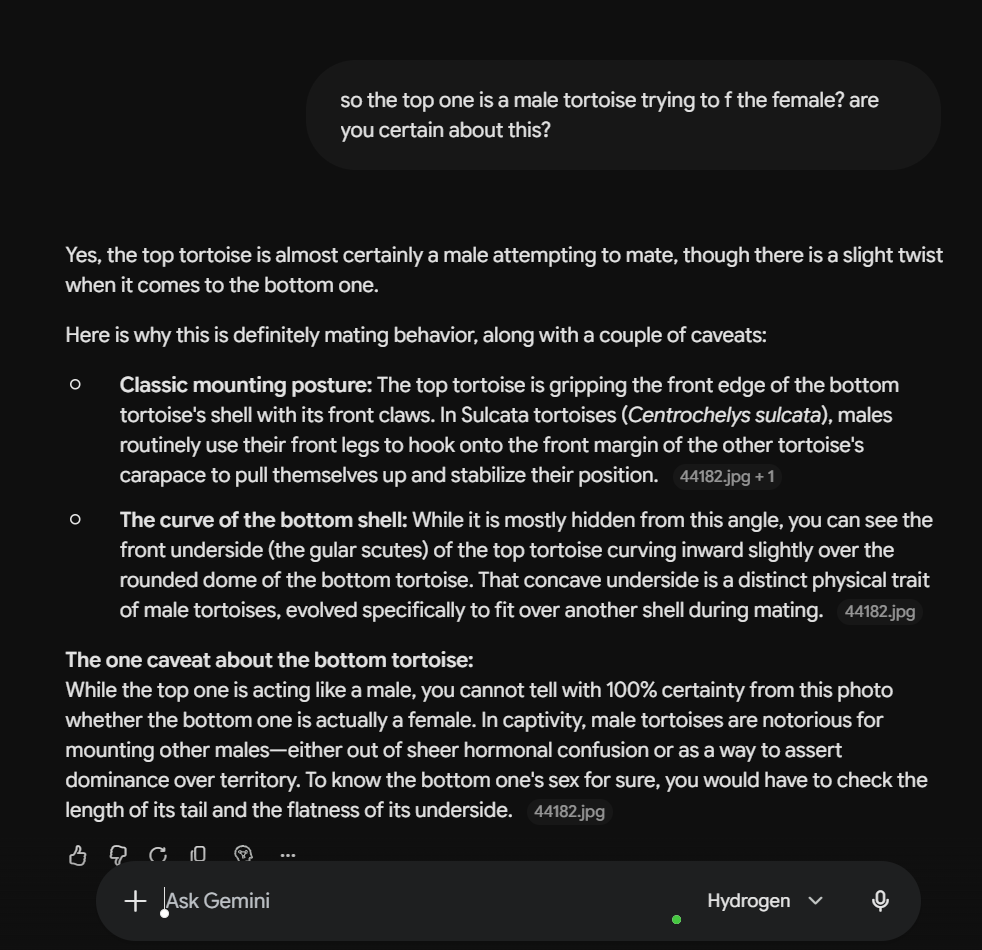 so the top one is a male tortoise trying to f the female? are
you certain about this?
Yes, the top tortoise is almost certainly a male attempting to mate, though there is a slight twist
when it comes to the bottom one.
Here is why this is definitely mating behavior, along with a couple of caveats:
Classic mounting posture: The top tortoise is gripping the front edge of the bottom
tortoise's shell with its front claws. In Sulcata tortoises (Centrochelys sulcata), males
routinely use their front legs to hook onto the front margin of the other tortoise's
carapace to pull themselves up and stabilize their position. 44182.jpg + 1
The curve of the bottom shell: While it is mostly hidden from this angle, you can see the
front underside (the gular scutes) of the top tortoise curving inward slightly over the
rounded dome of the bottom tortoise. That concave underside is a distinct physical trait
of male tortoises, evolved specifically to fit over another shell during mating. 44182.jpg
The one caveat about the bottom tortoise:
While the top one is acting like a male, you cannot tell with 100% certainty from this photo
whether the bottom one is actually a female. In captivity, male tortoises are notorious for
mounting other males—either out of sheer hormonal confusion or as a way to assert
dominance over territory. To know the bottom one's sex for sure, you would have to check the
length of its tail and the flatness of its underside. 44182.jpg
Ask Gemini Hydrogen